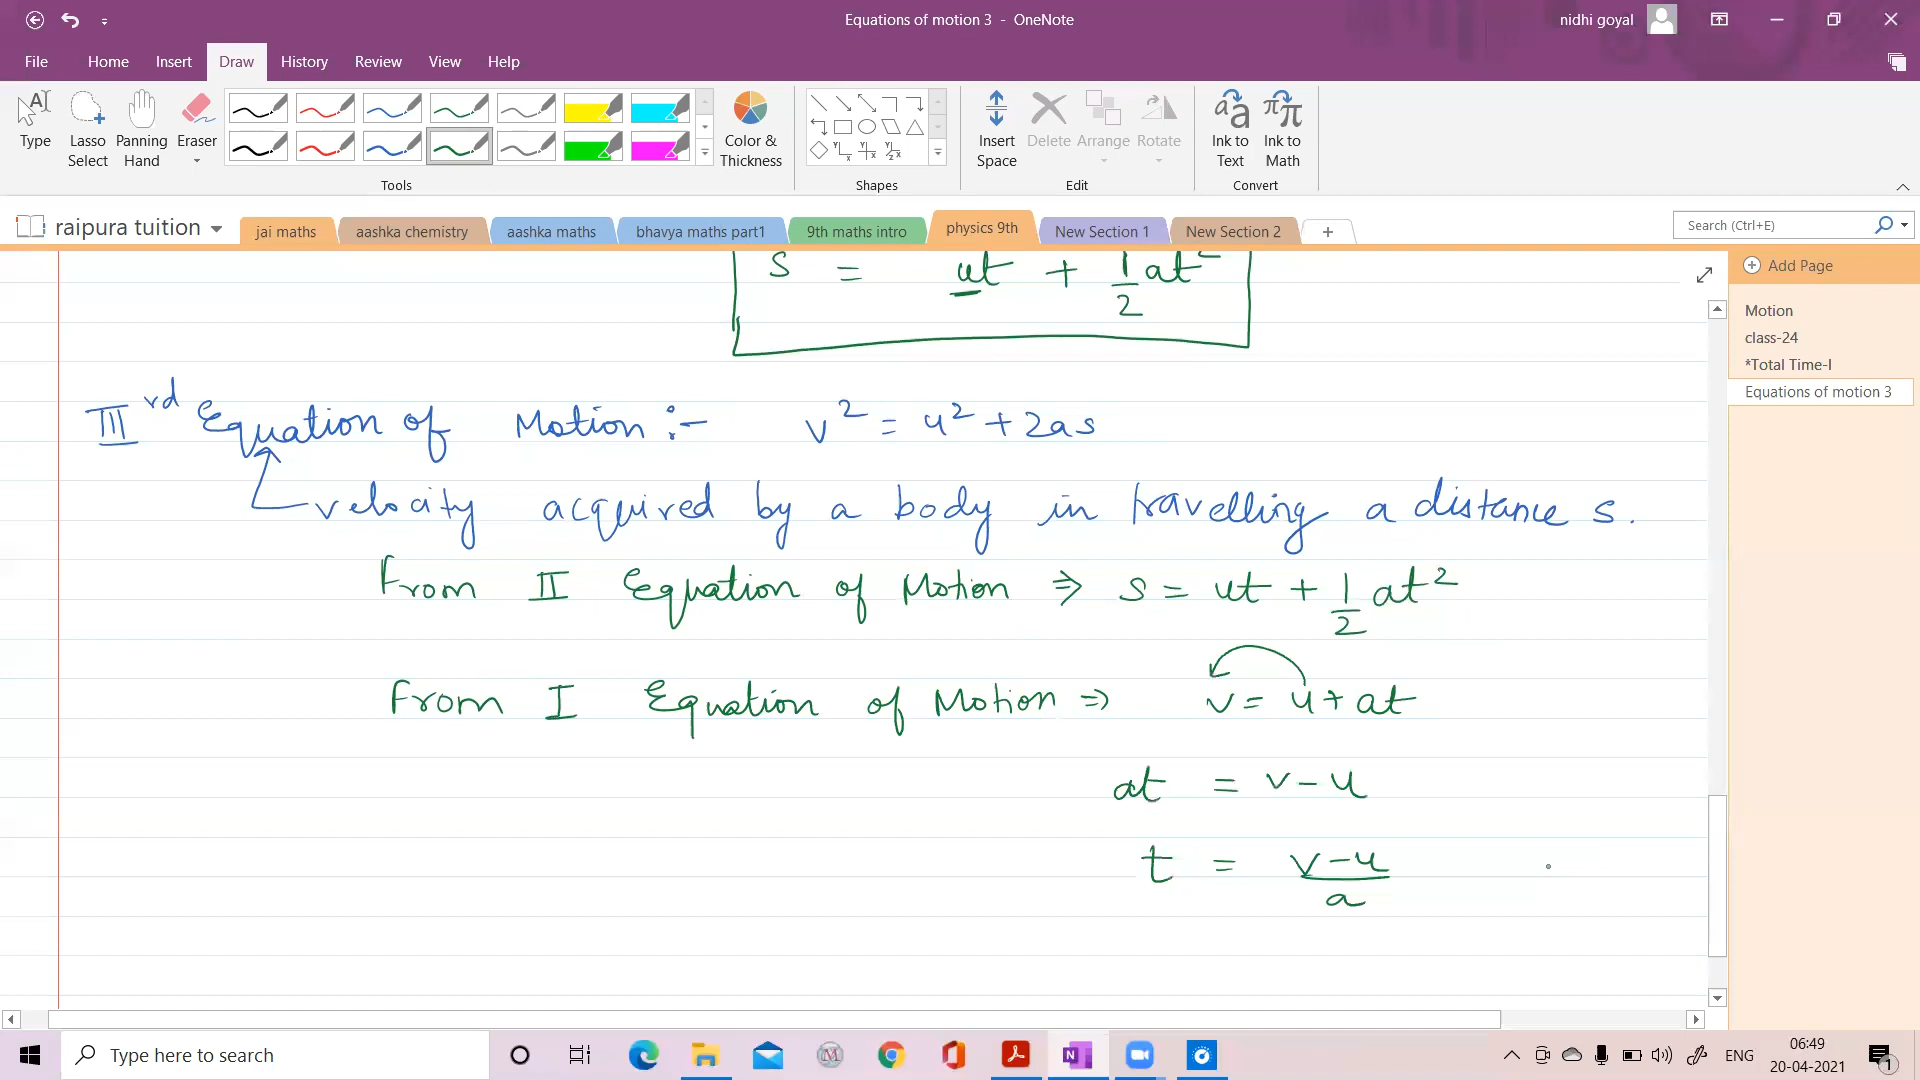 Equations of motion 3 - OneNote
nidhi goyal
File Home Insert Draw History Review View Help
Type
Lasso Select
Panning Hand
Eraser
Color & Thickness
Insert Space
Delete
Arrange
Rotate
Ink to Text
Ink to Math
Tools
Shapes
Edit
Convert
raipura tuition
jai maths
aashka chemistry
aashka maths
bhavya maths part1
9th maths intro
physics 9th
New Section 1
New Section 2
Search (Ctrl+E)
Add Page
Motion
class-24
*Total Time-I
Equations of motion 3
s = ut + 1/2 at²
IIIrd Equation of Motion :- v² = u² + 2as
velocity acquired by a body in travelling a distance s.
From II Equation of Motion ⇒ s = ut + 1/2 at²
From I Equation of Motion ⇒ v = u + at
at = v - u
t = v - u / a
Type here to search
ENG
06:49
20-04-2021
1